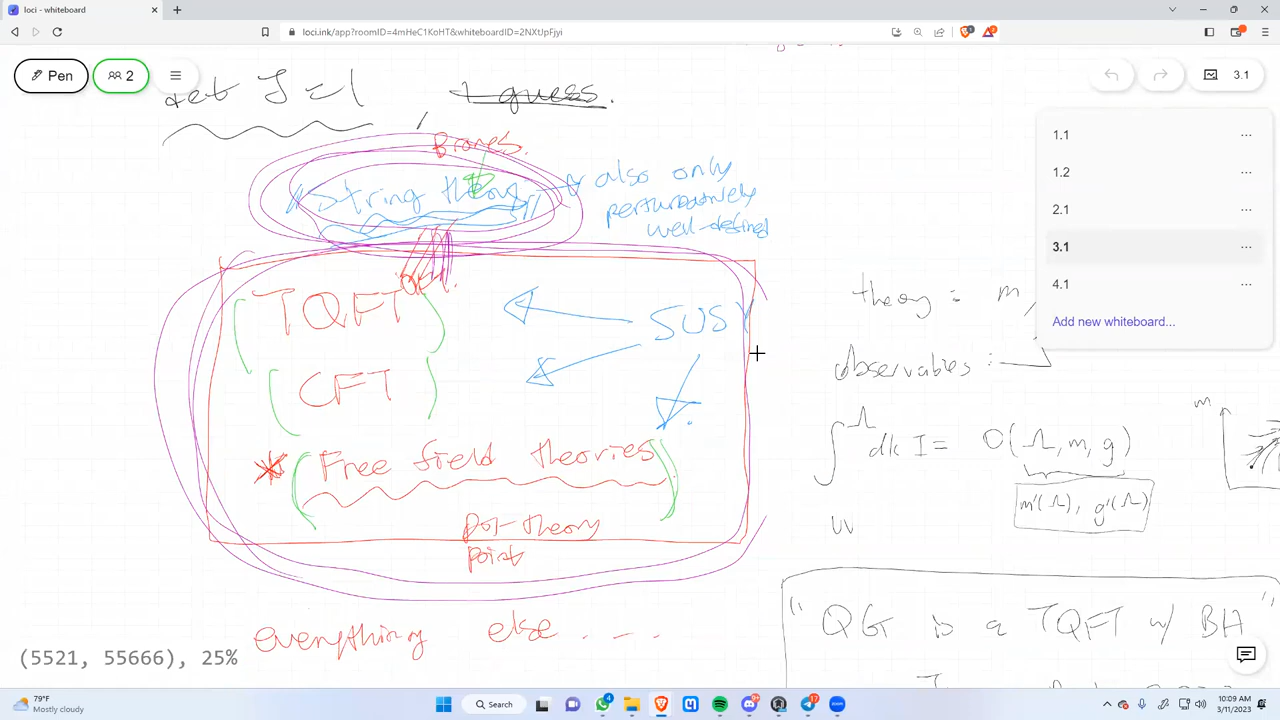 loci - whiteboard
loci.ink/app?roomID=4mHeC1KoHT&whiteboardID=2NXtUpFjyi
Pen
2
3.1
1.1
1.2
2.1
3.1
4.1
Add new whiteboard...
guess.
Branes.
"String theory"
also only
perturbatively
well-defined
TQFT
SUSY
CFT
Free field theories
point
everything else ....
theory : m,
observables :
∫^Λ dk I = O(Λ, m, g)
m'(Λ), g'(Λ)
UV
m
"QG is a TQFT w/ BH"
(5521, 55666), 25%
79°F
Mostly cloudy
Search
4
9+
17
10:09 AM
3/11/2023